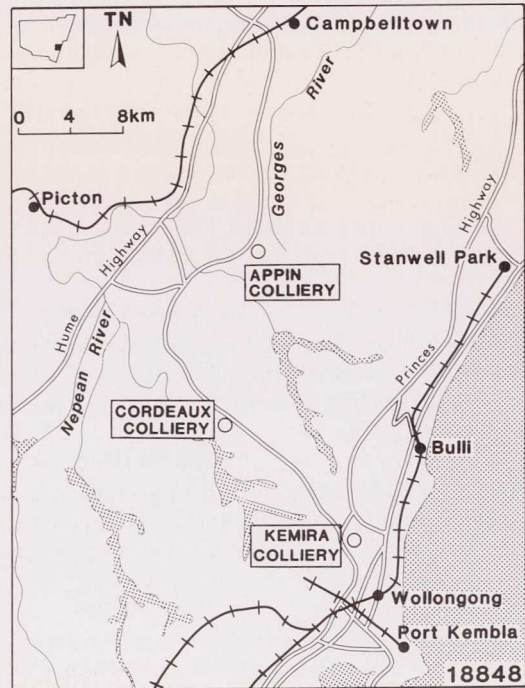 TN
Campbelltown
River
0 4 8km
Georges
Highway
Picton
Highway
Stanwell Park
APPIN
COLLIERY
Hume
Nepean River
Princes
CORDEAUX
COLLIERY
Bulli
KEMIRA
COLLIERY
Wollongong
Port Kembla
18848